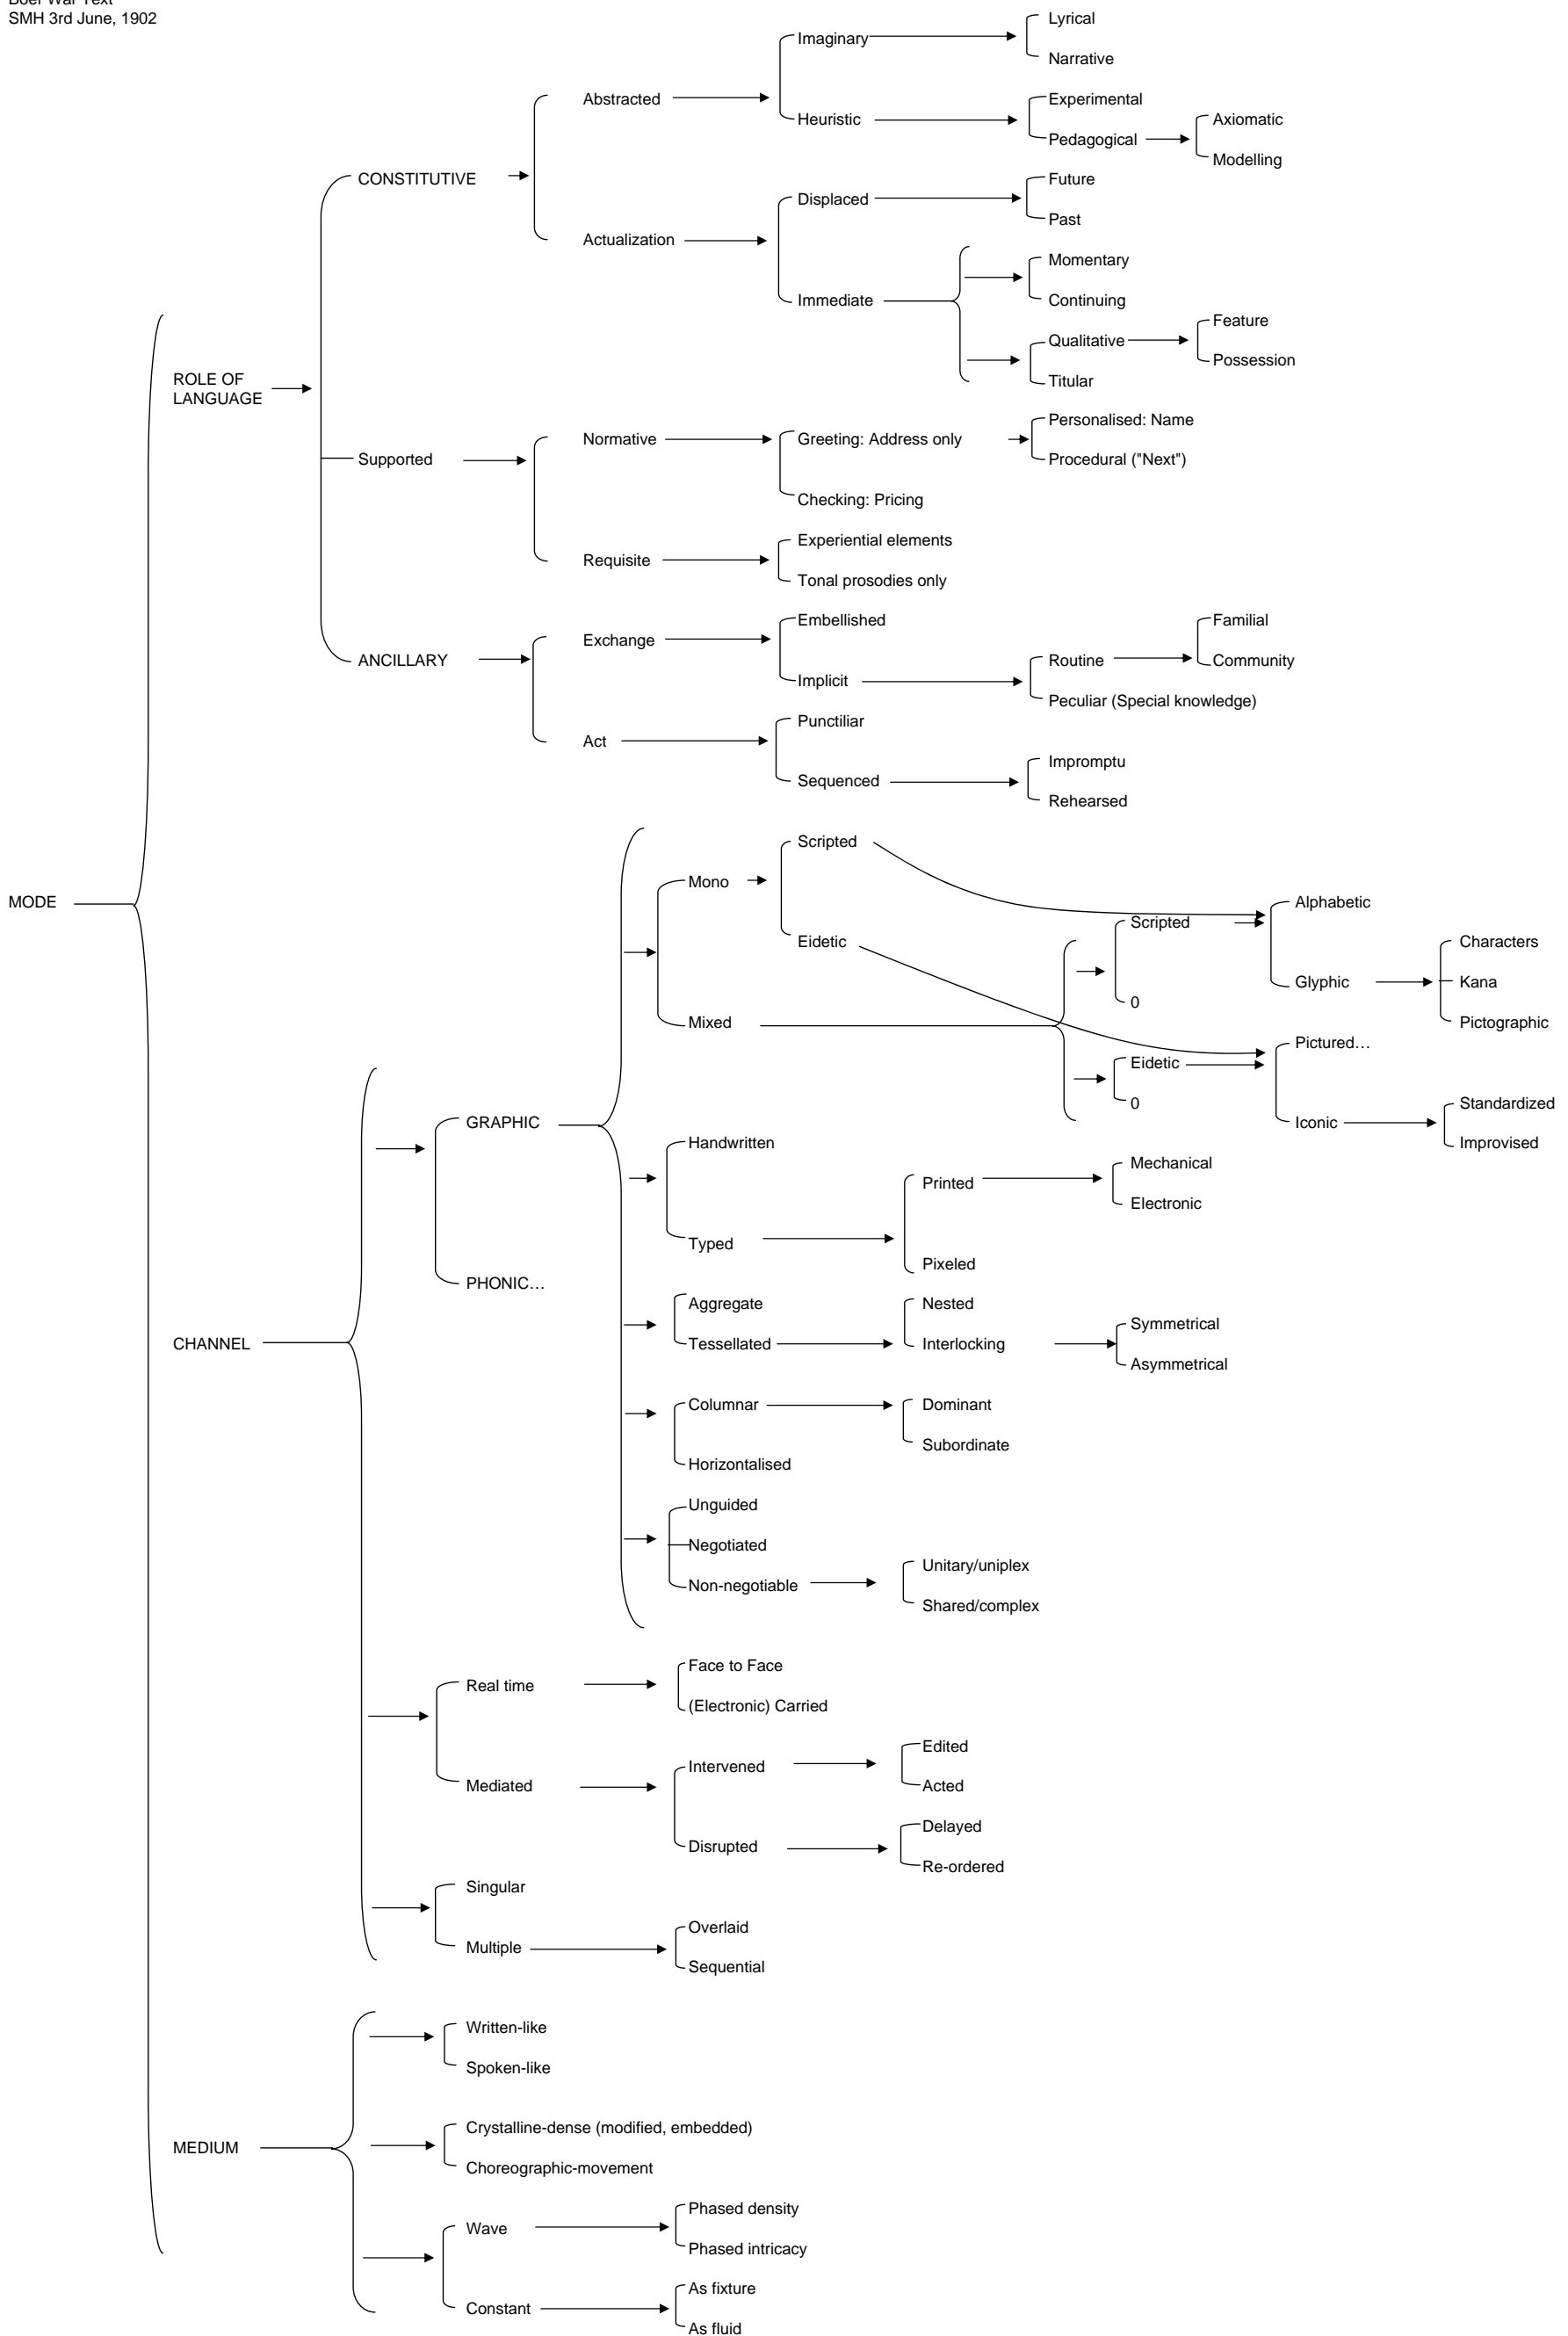 Boer War Text
SMH 3rd June, 1902
Lyrical
Imaginary
Narrative
Abstracted
Experimental
Heuristic
Axiomatic
Pedagogical
Modelling
CONSTITUTIVE
Future
Displaced
Past
Actualization
Momentary
Immediate
Continuing
Feature
Qualitative
Possession
ROLE OF
LANGUAGE
Titular
Personalised: Name
Normative
Greeting: Address only
Supported
Procedural ("Next")
Checking: Pricing
Experiential elements
Requisite
Tonal prosodies only
Embellished
Familial
Exchange
ANCILLARY
Routine
Community
Implicit
Peculiar (Special knowledge)
Punctiliar
Act
Impromptu
Sequenced
Rehearsed
Scripted
Mono
MODE
Alphabetic
Scripted
Eidetic
Characters
Glyphic
Kana
0
Mixed
Pictographic
Pictured…
Eidetic
0
Standardized
GRAPHIC
Iconic
Handwritten
Improvised
Mechanical
Printed
Electronic
Typed
Pixeled
PHONIC…
Aggregate
Nested
Symmetrical
CHANNEL
Tessellated
Interlocking
Asymmetrical
Columnar
Dominant
Subordinate
Horizontalised
Unguided
Negotiated
Unitary/uniplex
Non-negotiable
Shared/complex
Face to Face
Real time
(Electronic) Carried
Edited
Intervened
Mediated
Acted
Delayed
Disrupted
Re-ordered
Singular
Overlaid
Multiple
Sequential
Written-like
Spoken-like
Crystalline-dense (modified, embedded)
MEDIUM
Choreographic-movement
Phased density
Wave
Phased intricacy
As fixture
Constant
As fluid